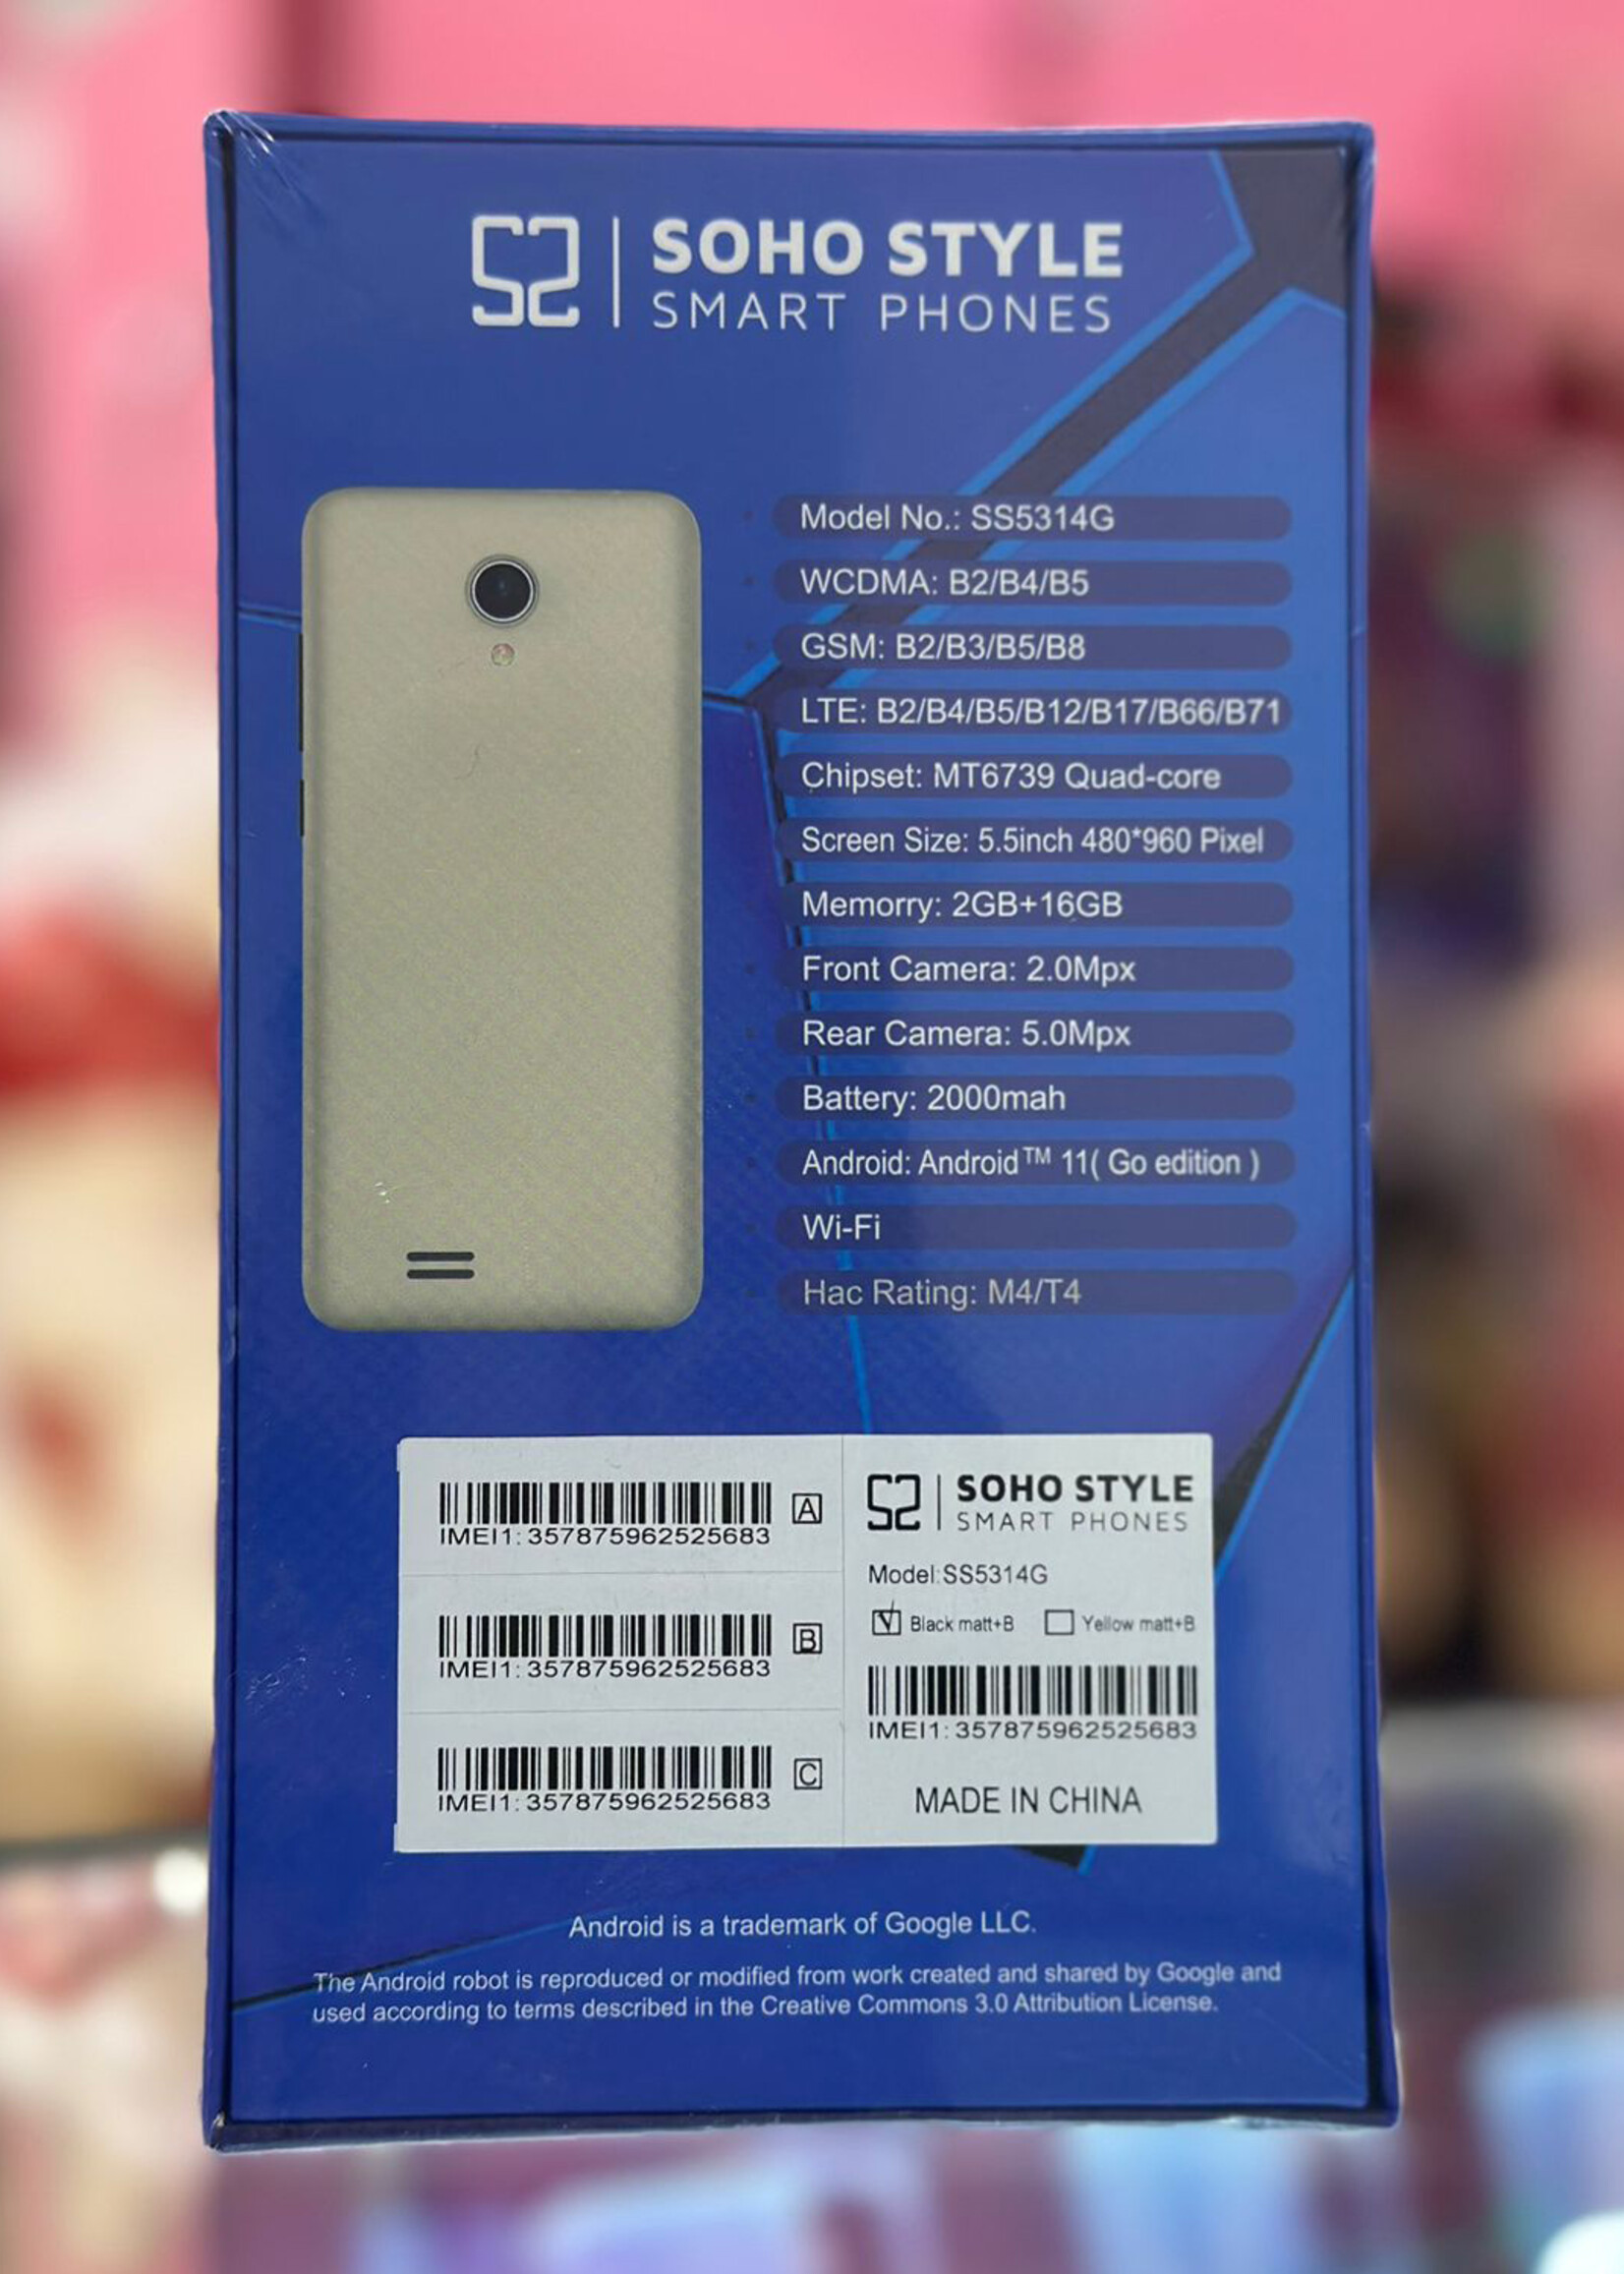 SOHO STYLE
SMART PHONES
Model No.: SS5314G
WCDMA: B2/B4/B5
GSM: B2/B3/B5/B8
LTE: B2/B4/B5/B12/B17/B66/B71
Chipset: MT6739 Quad-core
Screen Size: 5.5inch 480*960 Pixel
Memorry: 2GB+16GB
Front Camera: 2.0Mpx
Rear Camera: 5.0Mpx
Battery: 2000mah
Android: Android™ 11( Go edition )
Wi-Fi
Hac Rating: M4/T4
A
IMEI1: 357875962525683
B
IMEI1: 357875962525683
C
IMEI1: 357875962525683
SOHO STYLE
SMART PHONES
Model:SS5314G
Black matt+B Yellow matt+B
IMEI1: 357875962525683
MADE IN CHINA
Android is a trademark of Google LLC.
The Android robot is reproduced or modified from work created and shared by Google and
used according to terms described in the Creative Commons 3.0 Attribution License.